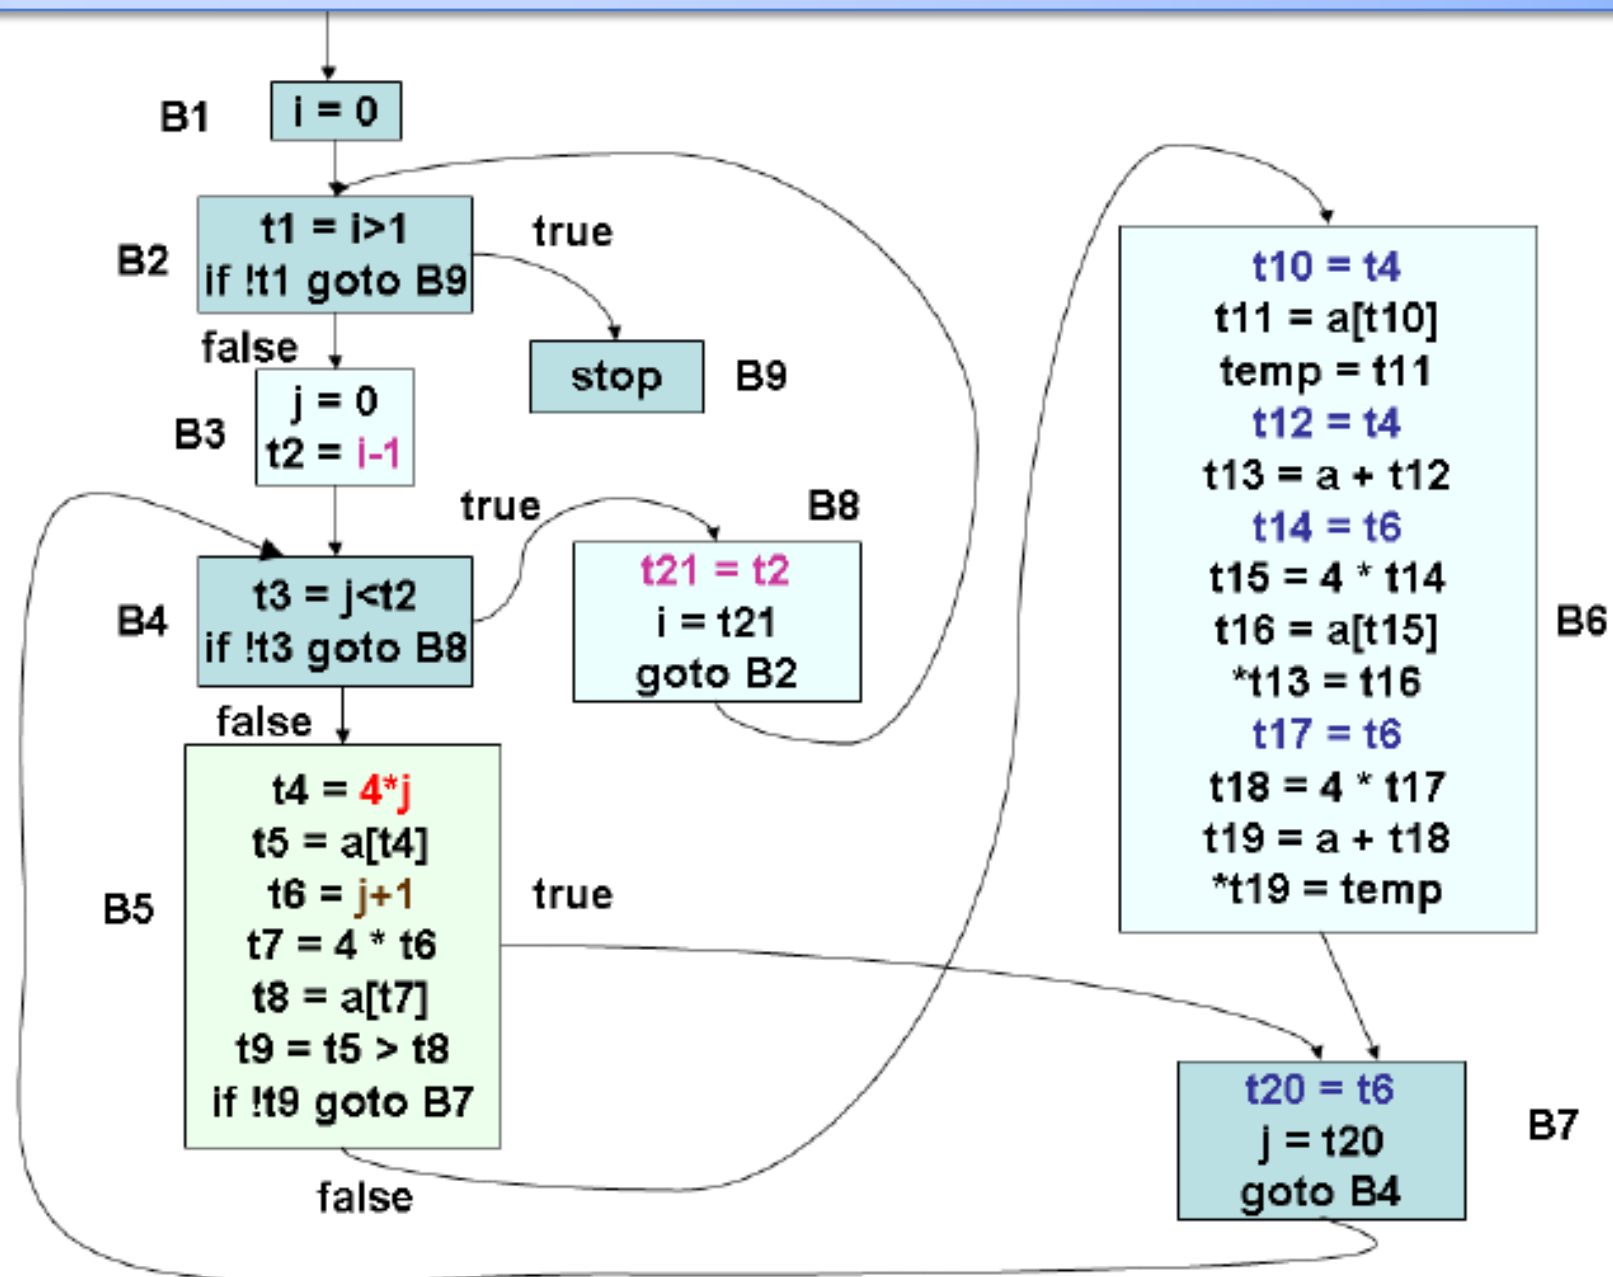 B1
i = 0
B2
t1 = i>1
if !t1 goto B9
true
false
stop
B9
B3
j = 0
t2 = i-1
true
B4
t3 = j<t2
if !t3 goto B8
false
B8
t21 = t2
i = t21
goto B2
B5
t4 = 4*j
t5 = a[t4]
t6 = j+1
t7 = 4 * t6
t8 = a[t7]
t9 = t5 > t8
if !t9 goto B7
true
false
t10 = t4
t11 = a[t10]
temp = t11
t12 = t4
t13 = a + t12
t14 = t6
t15 = 4 * t14
t16 = a[t15]
*t13 = t16
t17 = t6
t18 = 4 * t17
t19 = a + t18
*t19 = temp
B6
t20 = t6
j = t20
goto B4
B7